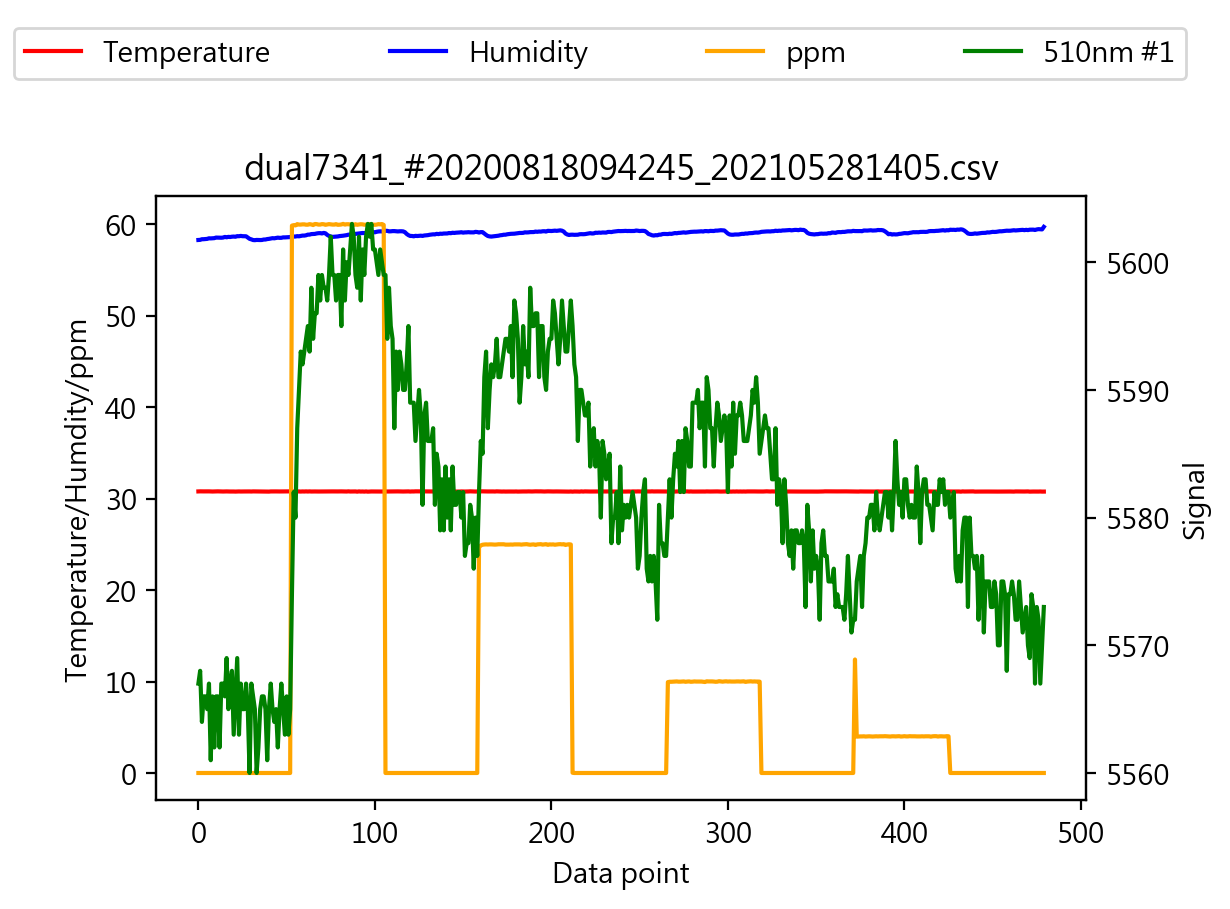 Temperature Humidity ppm 510nm #1
dual7341_#20200818094245_202105281405.csv
Temperature/Humdity/ppm
60
50
40
30
20
10
0
5600
5590
5580
5570
5560
Signal
0 100 200 300 400 500
Data point